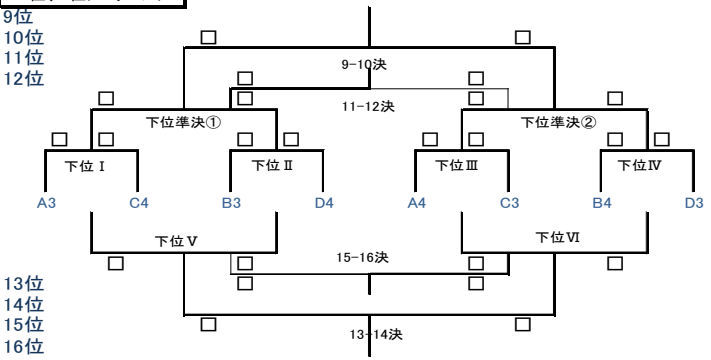 9位
10位
11位
12位
9-10決
11-12決
下位準決①
下位準決②
下位Ⅰ
下位Ⅱ
下位Ⅲ
下位Ⅳ
A3
C4
B3
D4
A4
C3
B4
D3
下位Ⅴ
下位Ⅵ
15-16決
13位
14位
15位
16位
13-14決